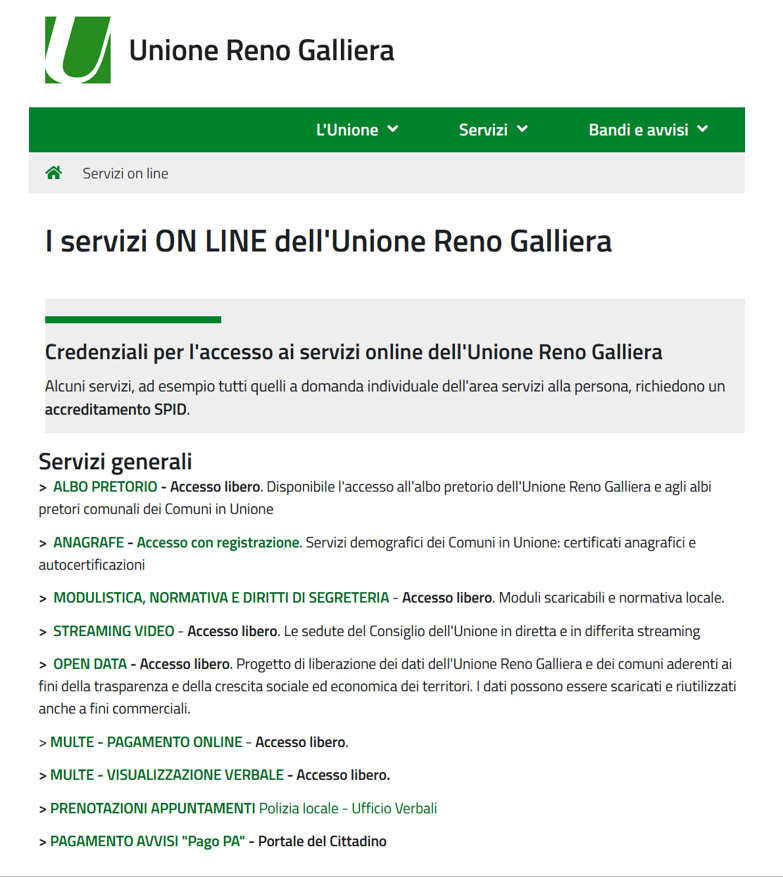 Unione Reno Galliera
L'Unione Servizi Bandi e avvisi
Servizi on line
I servizi ON LINE dell'Unione Reno Galliera
Credenziali per l'accesso ai servizi online dell'Unione Reno Galliera
Alcuni servizi, ad esempio tutti quelli a domanda individuale dell'area servizi alla persona, richiedono un
accreditamento SPID.
Servizi generali
> ALBO PRETORIO - Accesso libero. Disponibile l'accesso all'albo pretorio dell'Unione Reno Galliera e agli albi
pretori comunali dei Comuni in Unione
> ANAGRAFE - Accesso con registrazione. Servizi demografici dei Comuni in Unione: certificati anagrafici e
autocertificazioni
> MODULISTICA, NORMATIVA E DIRITTI DI SEGRETERIA - Accesso libero. Moduli scaricabili e normativa locale.
> STREAMING VIDEO - Accesso libero. Le sedute del Consiglio dell'Unione in diretta e in differita streaming
> OPEN DATA - Accesso libero. Progetto di liberazione dei dati dell'Unione Reno Galliera e dei comuni aderenti ai
fini della trasparenza e della crescita sociale ed economica dei territori. I dati possono essere scaricati e riutilizzati
anche a fini commerciali.
> MULTE - PAGAMENTO ONLINE - Accesso libero.
> MULTE - VISUALIZZAZIONE VERBALE - Accesso libero.
> PRENOTAZIONI APPUNTAMENTI Polizia locale - Ufficio Verbali
> PAGAMENTO AVVISI "Pago PA" - Portale del Cittadino